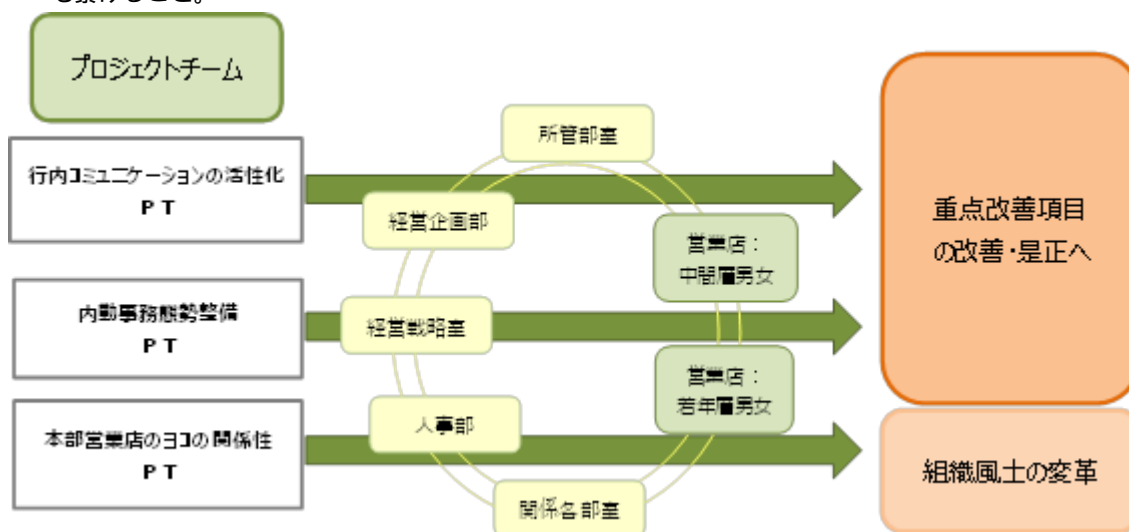 プロジェクトチーム
行内コミュニケーションの活性化
PT
内勤事務態勢整備
PT
本部営業店のヨコの関係性
PT
所管部室
経営企画部
経営戦略室
人事部
関係各部室
営業店：
中間層男女
営業店：
若年層男女
重点改善項目
の改善・是正へ
組織風土の変革